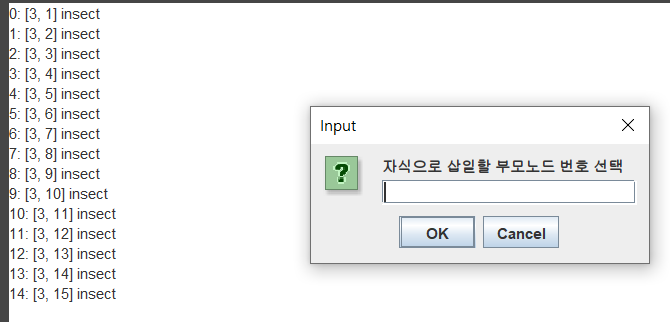 0: [3, 1] insect
1: [3, 2] insect
2: [3, 3] insect
3: [3, 4] insect
4: [3, 5] insect
5: [3, 6] insect
6: [3, 7] insect
7: [3, 8] insect
8: [3, 9] insect
9: [3, 10] insect
10: [3, 11] insect
11: [3, 12] insect
12: [3, 13] insect
13: [3, 14] insect
14: [3, 15] insect
Input
자식으로 삽입할 부모노드 번호 선택
OK
Cancel